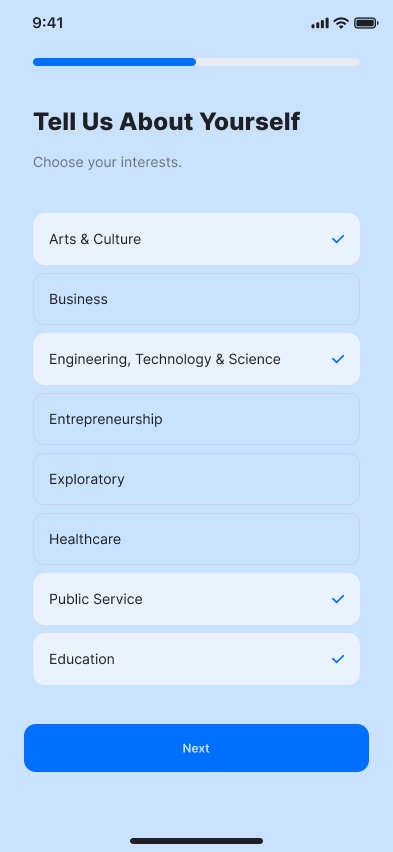 9:41
Tell Us About Yourself
Choose your interests.
Arts & Culture
Business
Engineering, Technology & Science
Entrepreneurship
Exploratory
Healthcare
Public Service
Education
Next